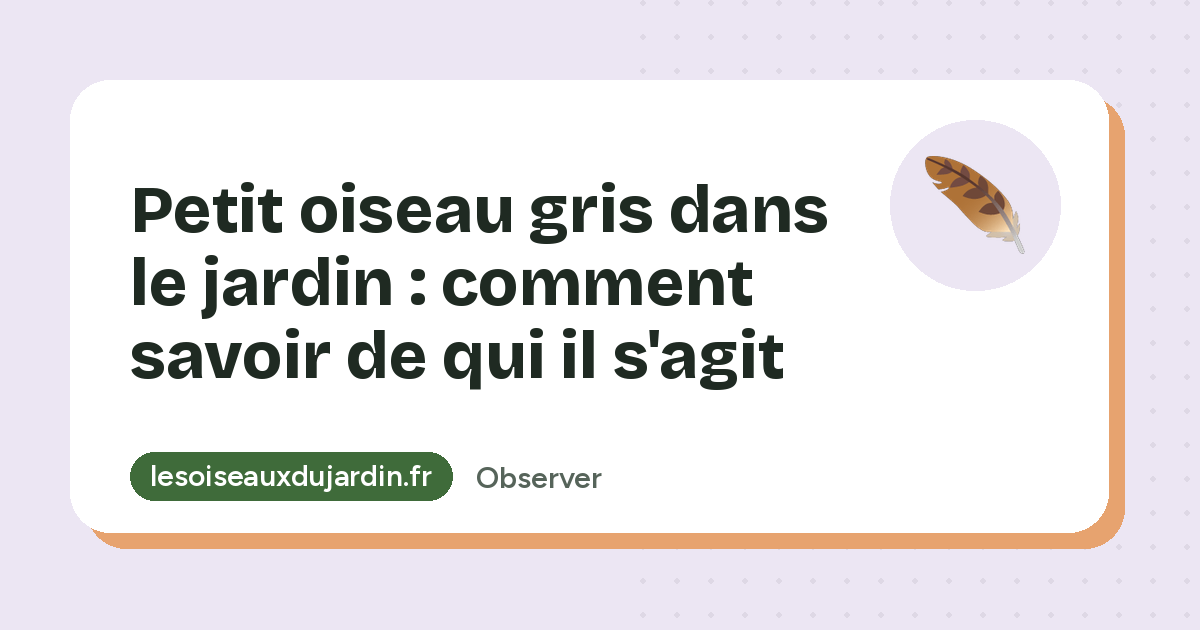 Petit oiseau gris dans
le jardin : comment
savoir de qui il s'agit
lesoiseauxdujardin.fr
Observer